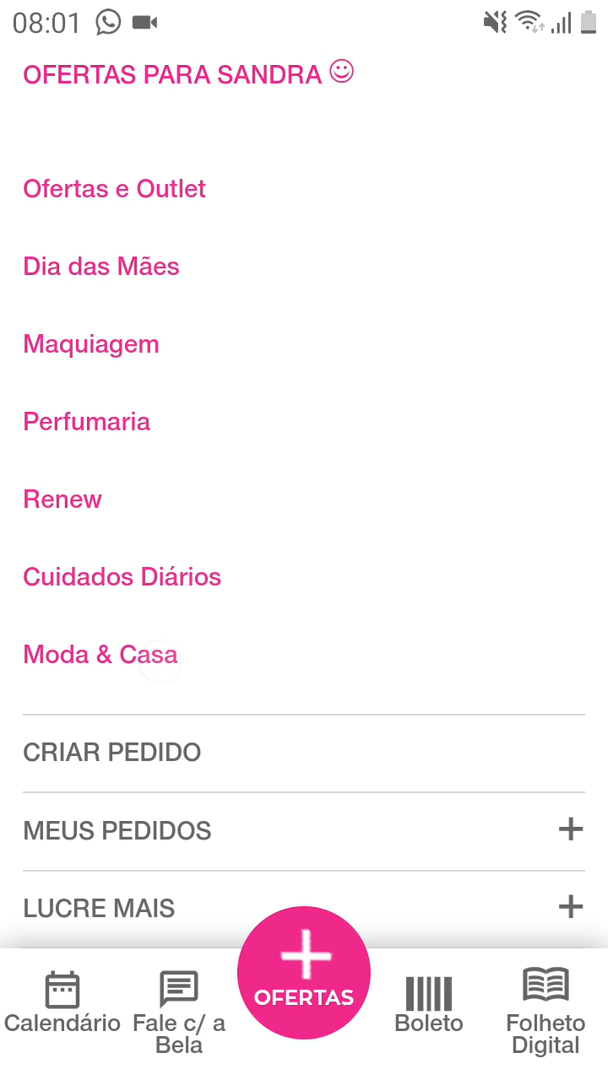 08:01
OFERTAS PARA SANDRA
Ofertas e Outlet
Dia das Mães
Maquiagem
Perfumaria
Renew
Cuidados Diários
Moda & Casa
CRIAR PEDIDO
MEUS PEDIDOS +
LUCRE MAIS +
Calendário
Fale c/ a
Bela
OFERTAS
Boleto
Folheto
Digital